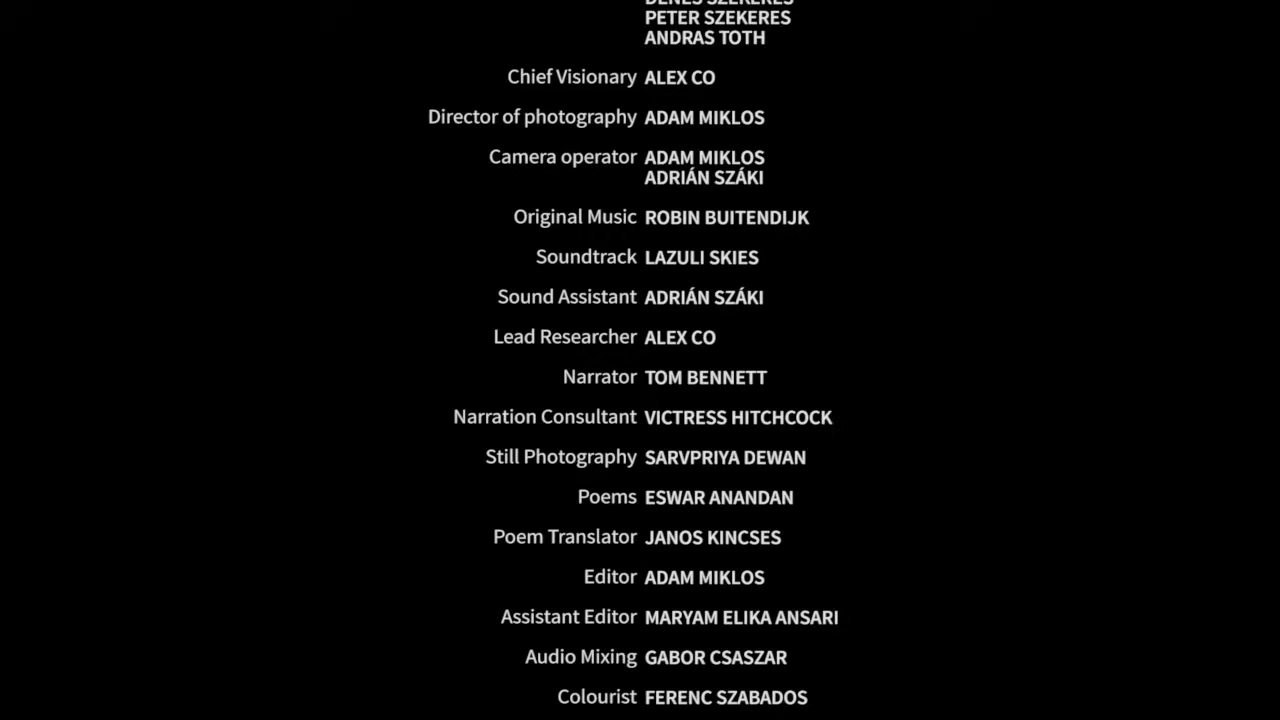 DENES SZEKERES
PETER SZEKERES
ANDRAS TOTH
Chief Visionary ALEX CO
Director of photography ADAM MIKLOS
Camera operator ADAM MIKLOS
ADRIÁN SZÁKI
Original Music ROBIN BUITENDIJK
Soundtrack LAZULI SKIES
Sound Assistant ADRIÁN SZÁKI
Lead Researcher ALEX CO
Narrator TOM BENNETT
Narration Consultant VICTRESS HITCHCOCK
Still Photography SARVPRIYA DEWAN
Poems ESWAR ANANDAN
Poem Translator JANOS KINCSES
Editor ADAM MIKLOS
Assistant Editor MARYAM ELIKA ANSARI
Audio Mixing GABOR CSASZAR
Colourist FERENC SZABADOS